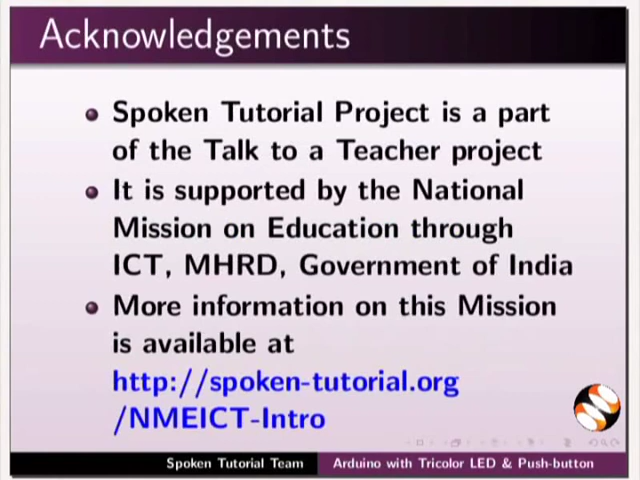 Acknowledgements
Spoken Tutorial Project is a part
of the Talk to a Teacher project
It is supported by the National
Mission on Education through
ICT, MHRD, Government of India
More information on this Mission
is available at
http://spoken-tutorial.org
/NMEICT-Intro
Spoken Tutorial Team Arduino with Tricolor LED & Push-button